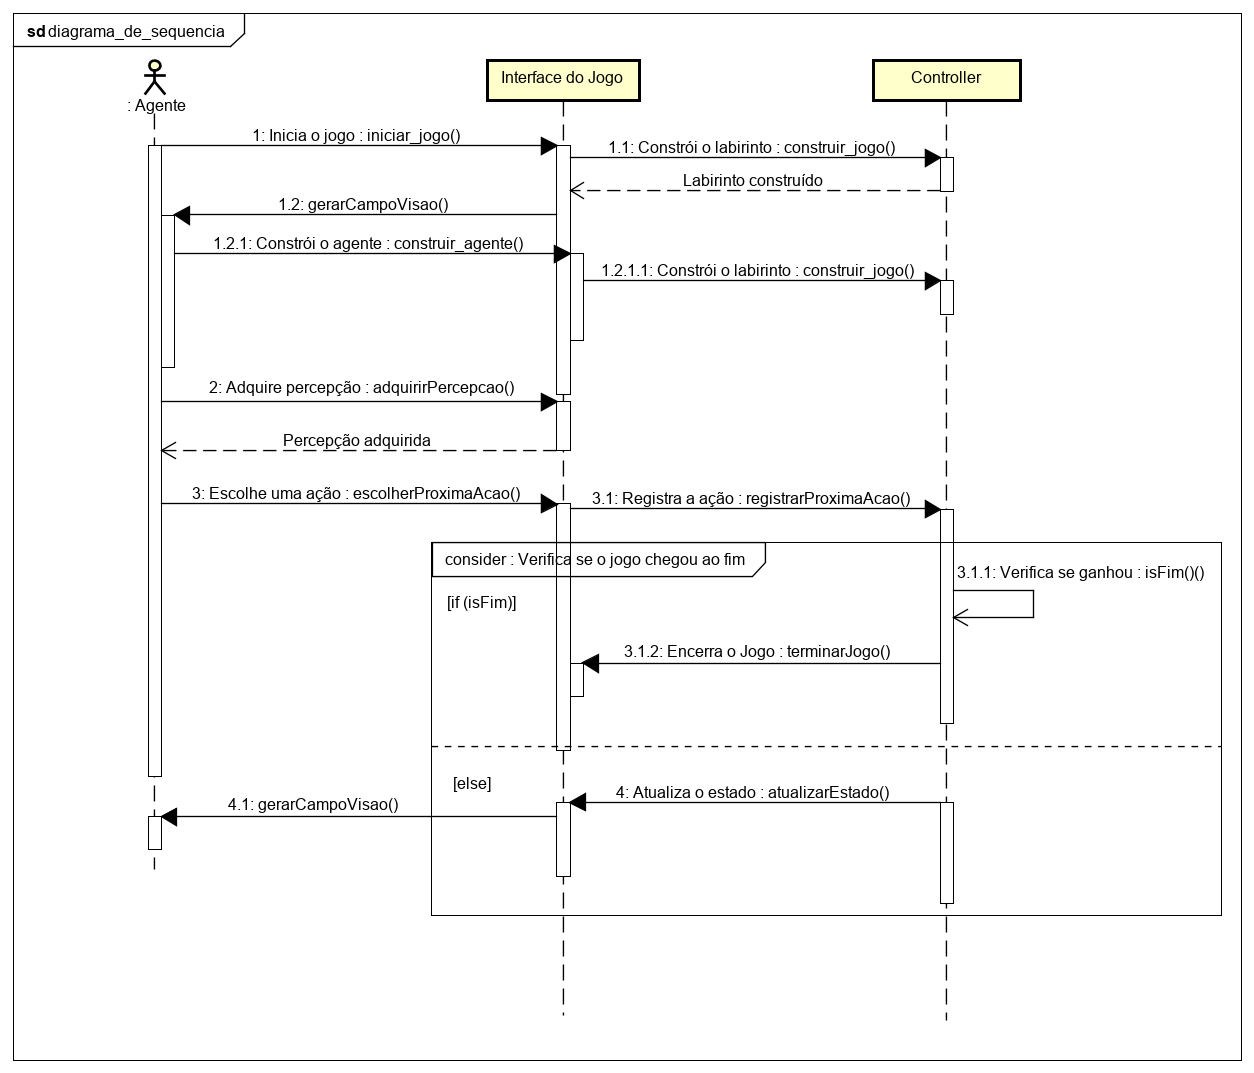 sd diagrama_de_sequencia
: Agente
Interface do Jogo
Controller
1: Inicia o jogo : iniciar_jogo()
1.1: Constrói o labirinto : construir_jogo()
Labirinto construído
1.2: gerarCampoVisao()
1.2.1: Constrói o agente : construir_agente()
1.2.1.1: Constrói o labirinto : construir_jogo()
2: Adquire percepção : adquirirPercepcao()
Percepção adquirida
3: Escolhe uma ação : escolherProximaAcao()
3.1: Registra a ação : registrarProximaAcao()
consider : Verifica se o jogo chegou ao fim
3.1.1: Verifica se ganhou : isFim()()
[if (isFim)]
3.1.2: Encerra o Jogo : terminarJogo()
[else]
4: Atualiza o estado : atualizarEstado()
4.1: gerarCampoVisao()